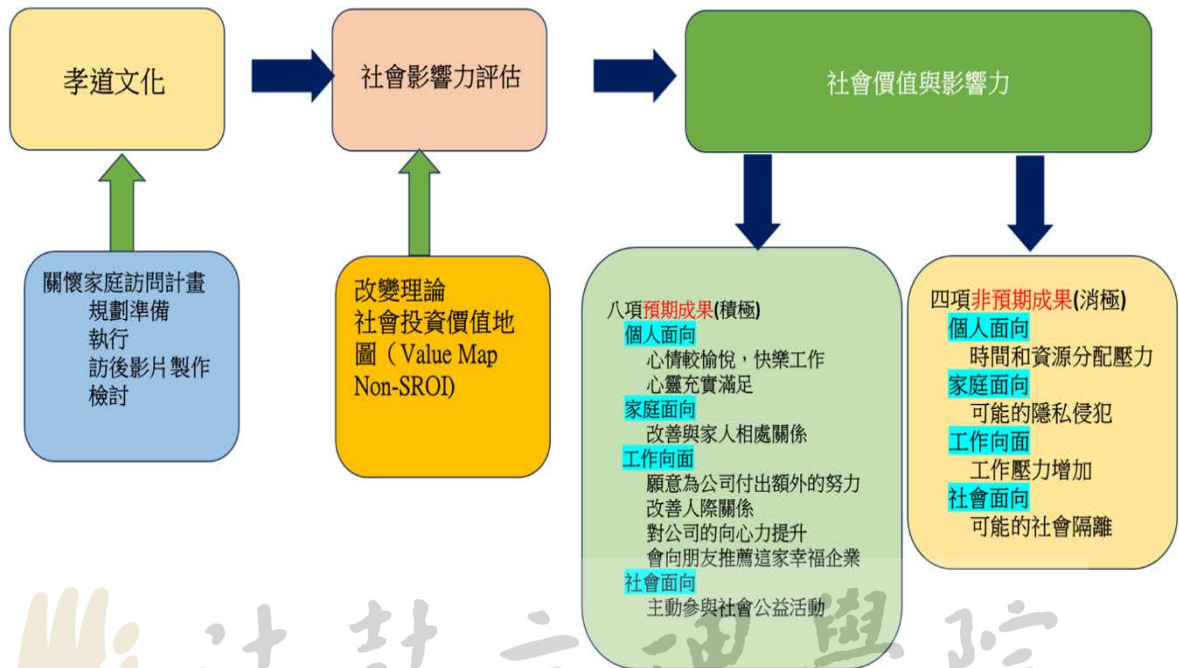 孝道文化
社會影響力評估
社會價值與影響力
關懷家庭訪問計畫
規劃準備
執行
訪後影片製作
檢討
改變理論
社會投資價值地
圖（Value Map
Non-SROI)
八項預期成果(積極)
個人面向
心情較愉悅，快樂工作
心靈充實滿足
家庭面向
改善與家人相處關係
工作向面
願意為公司付出額外的努力
改善人際關係
對公司的向心力提升
會向朋友推薦這家幸福企業
社會面向
主動參與社會公益活動
四項非預期成果(消極)
個人面向
時間和資源分配壓力
家庭面向
可能的隱私侵犯
工作向面
工作壓力增加
社會面向
可能的社會隔離